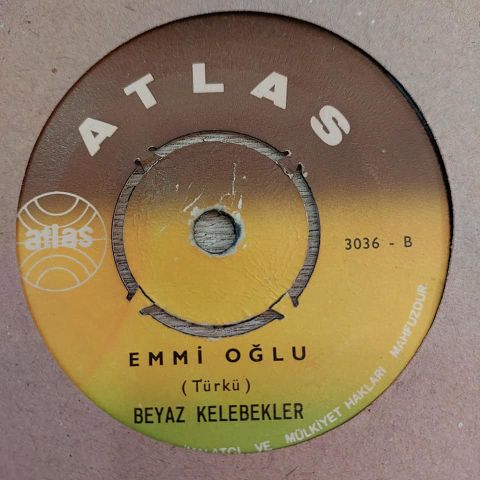 ATLAS
atlas
3036 - B
EMMİ OĞLU
(Türkü)
BEYAZ KELEBEKLER
VE MÜLKİYET HAKLARI MAHFUZDUR.